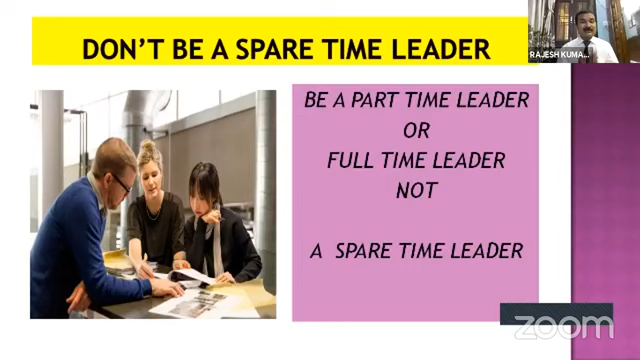 DON'T BE A SPARE TIME LEADER
RAJESH KUMA...
BE A PART TIME LEADER
OR
FULL TIME LEADER
NOT
A SPARE TIME LEADER
zoom